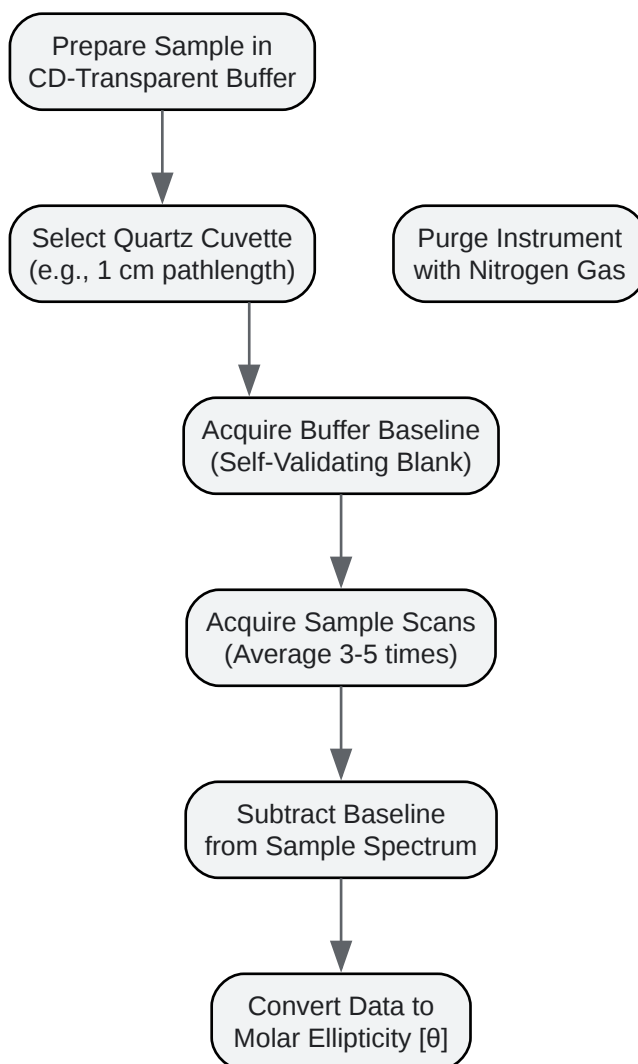 Prepare Sample in
CD-Transparent Buffer
Select Quartz Cuvette
(e.g., 1 cm pathlength)
Purge Instrument
with Nitrogen Gas
Acquire Buffer Baseline
(Self-Validating Blank)
Acquire Sample Scans
(Average 3-5 times)
Subtract Baseline
from Sample Spectrum
Convert Data to
Molar Ellipticity [θ]